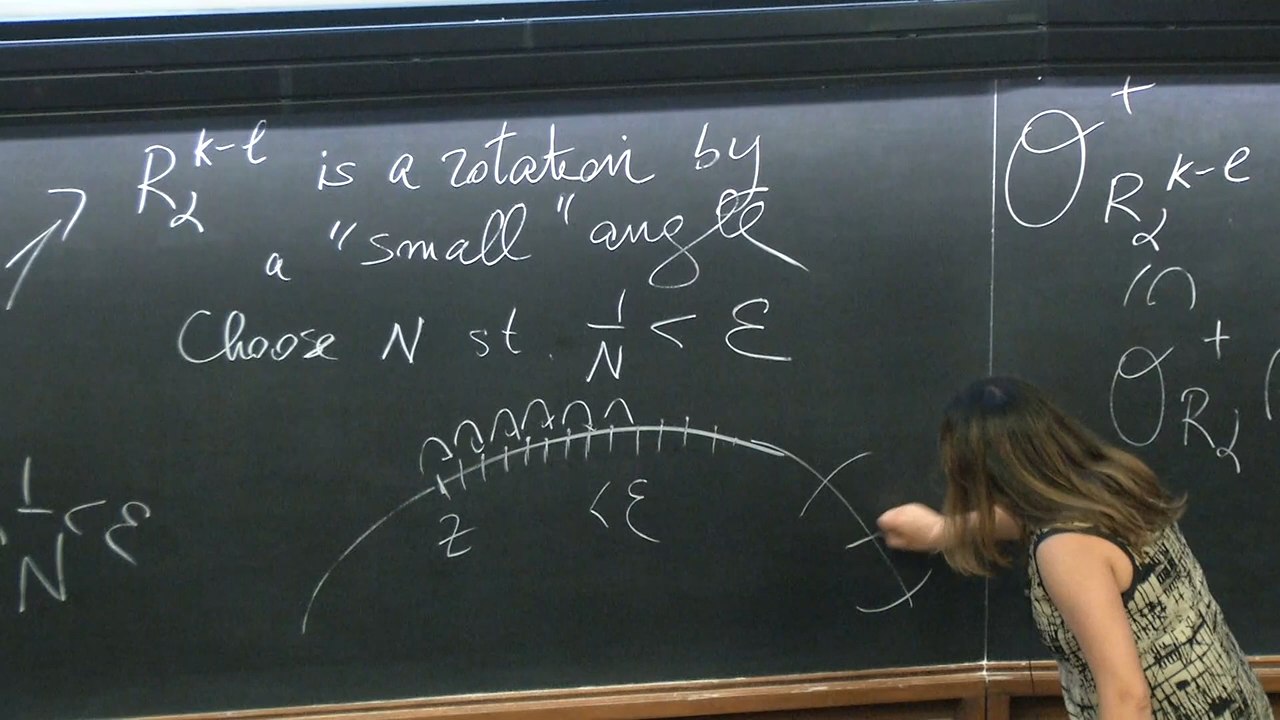 R_α^{k-l} is a rotation by
a "small" angle
Choose N st. 1/N < ε
z
< ε
1/N < ε
O^+_{R_α^{k-l}}
∩
O^+_{R_α}